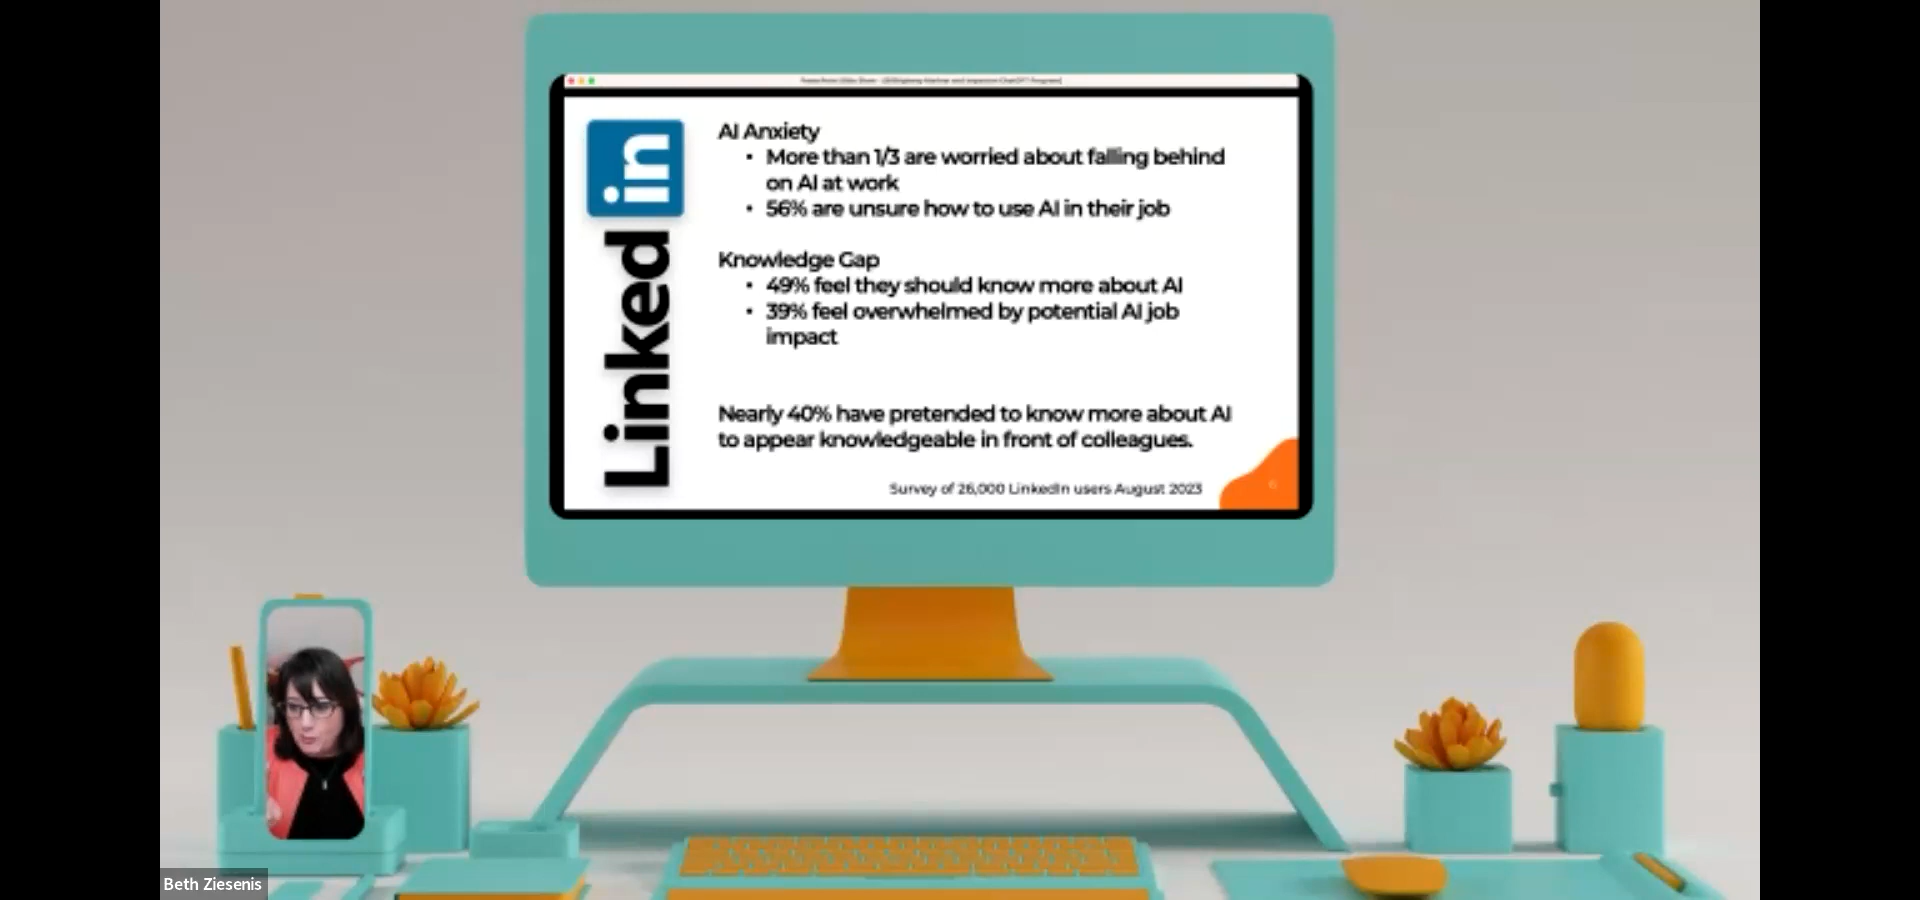 Linked in
AI Anxiety
• More than 1/3 are worried about falling behind
on AI at work
• 56% are unsure how to use AI in their job
Knowledge Gap
• 49% feel they should know more about AI
• 39% feel overwhelmed by potential AI job
impact
Nearly 40% have pretended to know more about AI
to appear knowledgeable in front of colleagues.
Survey of 26,000 LinkedIn users August 2023
6
Beth Ziesenis